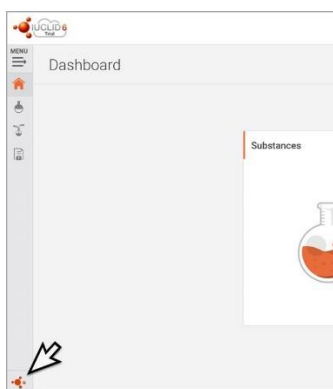 IUCLID 6
Trial
MENU
Dashboard
Substances